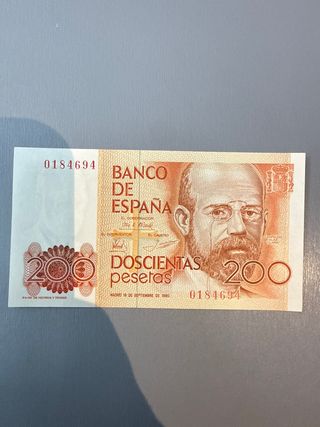 0184694
BANCO
DE
ESPAÑA
EL GOBERNADOR
EL INTERVENTOR
EL CAJERO
DOSCIENTAS
pesetas
200
200
MADRID 16 DE SEPTIEMBRE DE 1980
0184694